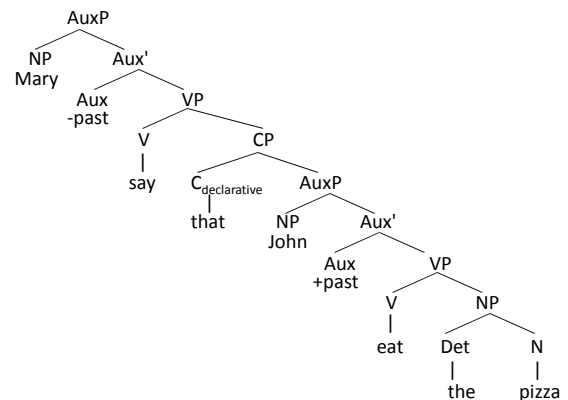 AuxP
NP Aux'
Mary
Aux VP
-past
V CP
say C declarative AuxP
that NP Aux'
John
Aux VP
+past
V NP
eat Det N
the pizza